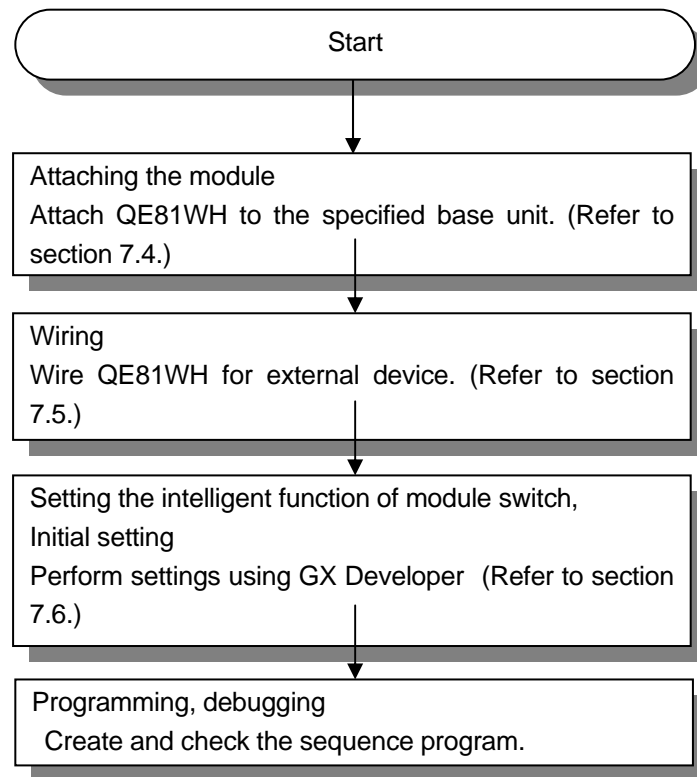 Start
Attaching the module
Attach QE81WH to the specified base unit. (Refer to
section 7.4.)
Wiring
Wire QE81WH for external device. (Refer to section
7.5.)
Setting the intelligent function of module switch,
Initial setting
Perform settings using GX Developer (Refer to section
7.6.)
Programming, debugging
Create and check the sequence program.